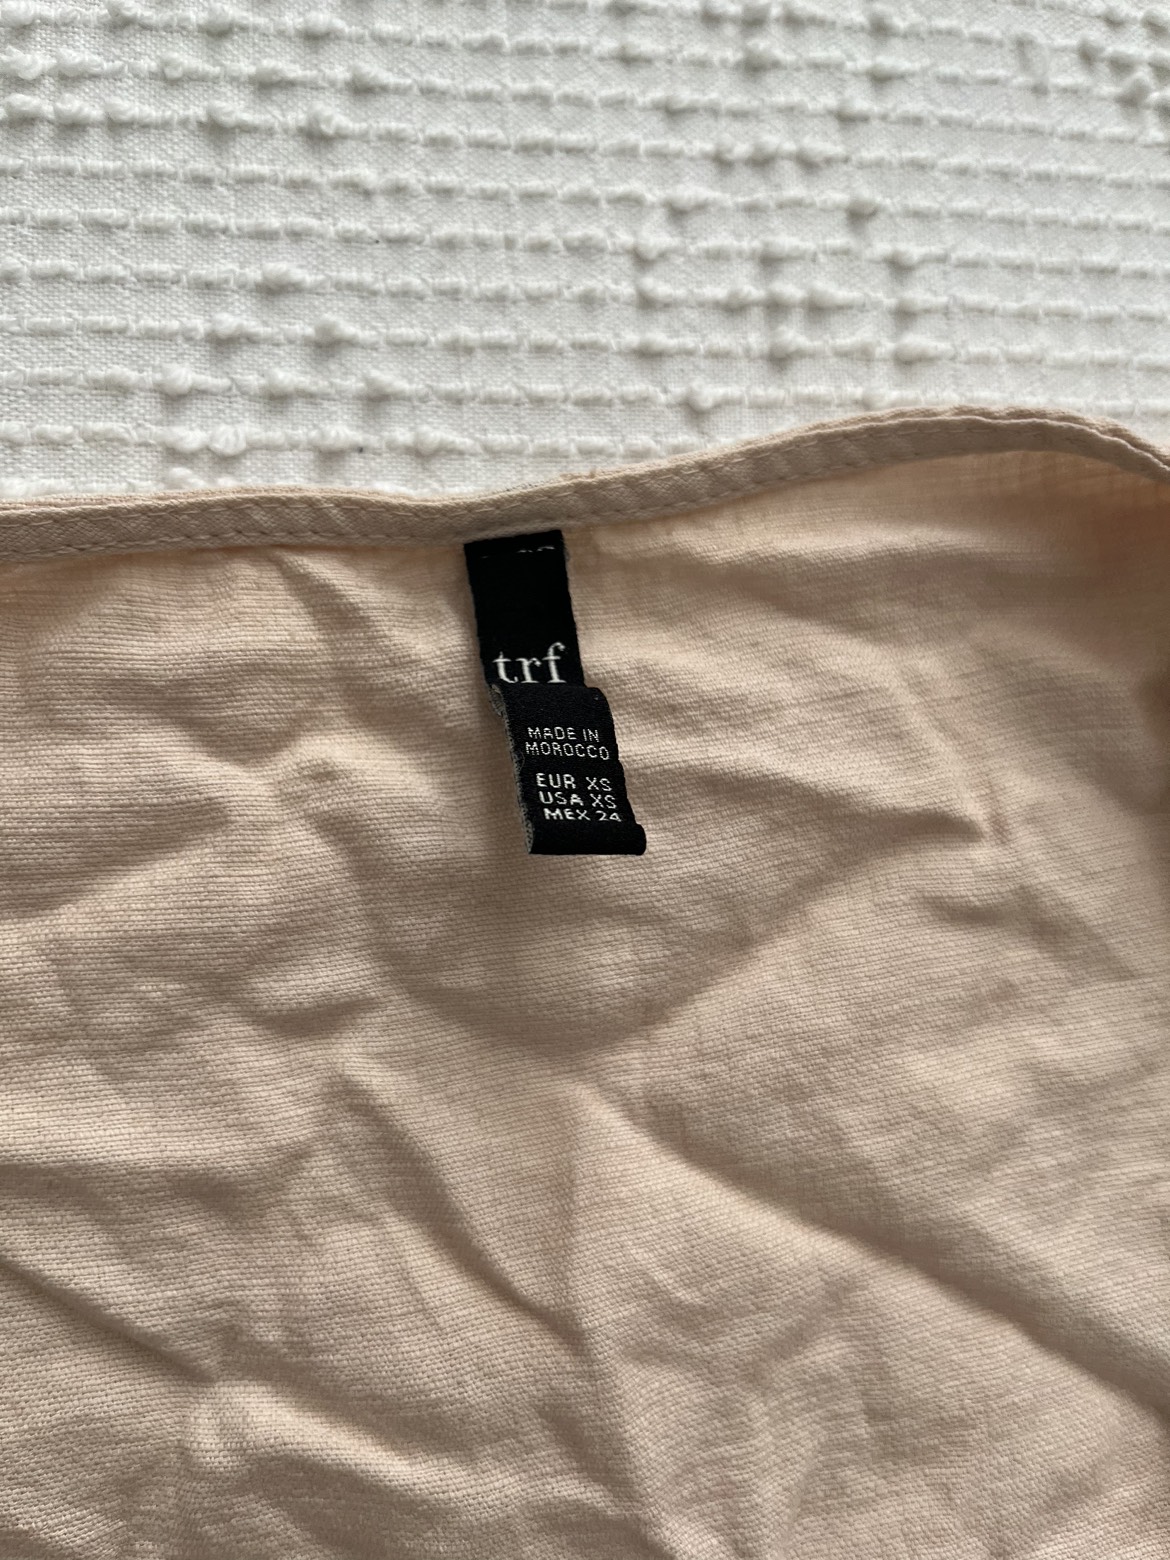 trf
MADE IN
MOROCCO
EUR XS
USA XS
MEX 24